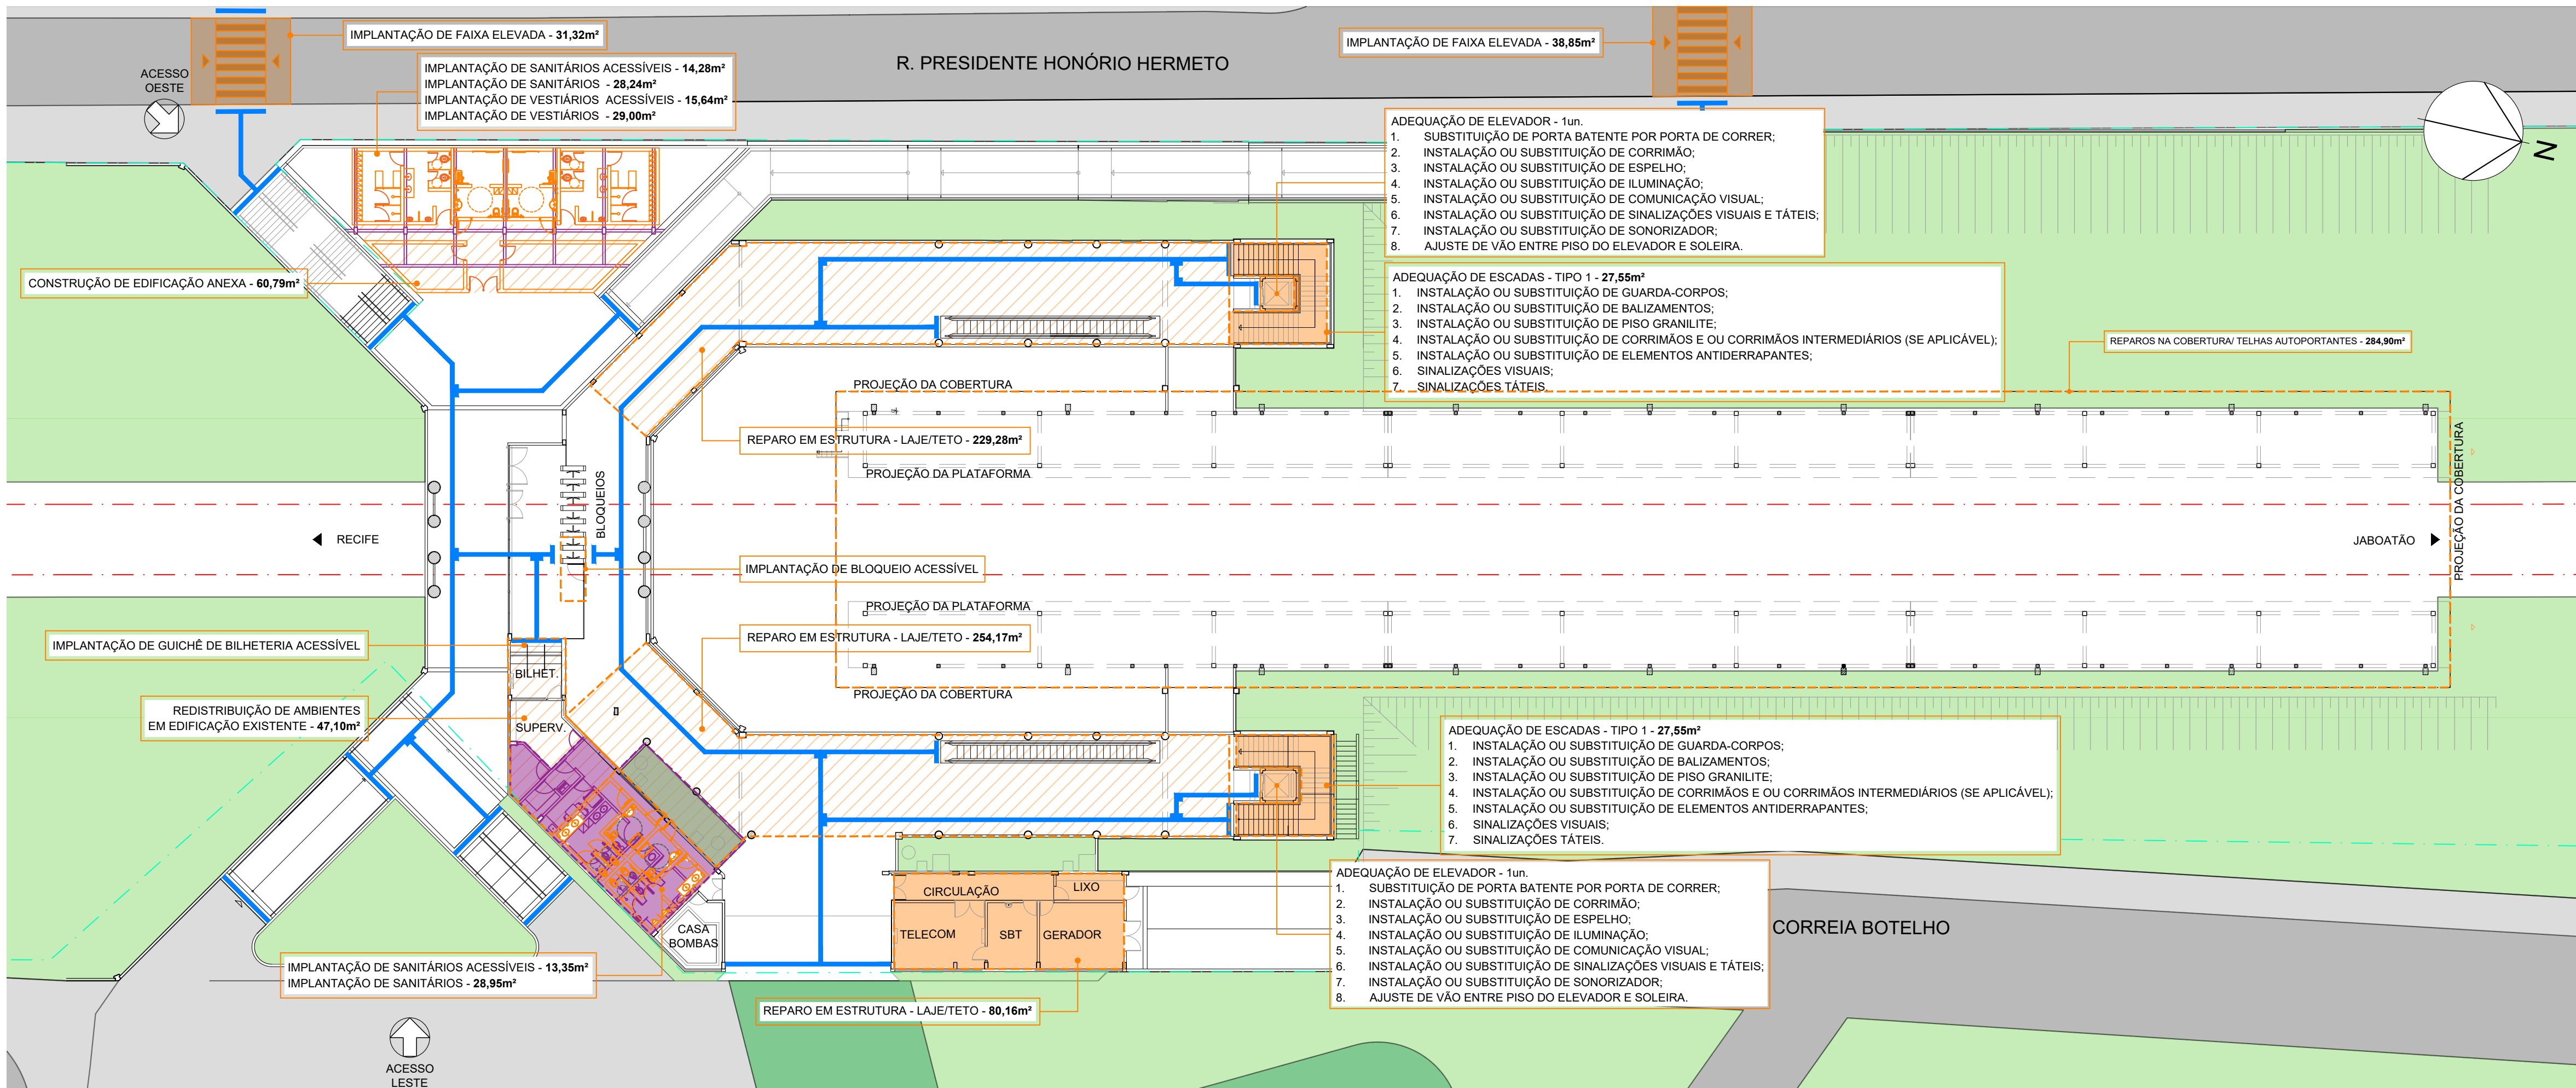 IMPLANTAÇÃO DE FAIXA ELEVADA - 31,32m²
IMPLANTAÇÃO DE FAIXA ELEVADA - 38,85m²
R. PRESIDENTE HONÓRIO HERMETO
ACESSO
OESTE
IMPLANTAÇÃO DE SANITÁRIOS ACESSÍVEIS - 14,28m²
IMPLANTAÇÃO DE SANITÁRIOS - 28,24m²
IMPLANTAÇÃO DE VESTIÁRIOS ACESSÍVEIS - 15,64m²
IMPLANTAÇÃO DE VESTIÁRIOS - 29,00m²
ADEQUAÇÃO DE ELEVADOR - 1un.
1. SUBSTITUIÇÃO DE PORTA BATENTE POR PORTA DE CORRER;
2. INSTALAÇÃO OU SUBSTITUIÇÃO DE CORRIMÃO;
3. INSTALAÇÃO OU SUBSTITUIÇÃO DE ESPELHO;
4. INSTALAÇÃO OU SUBSTITUIÇÃO DE ILUMINAÇÃO;
5. INSTALAÇÃO OU SUBSTITUIÇÃO DE COMUNICAÇÃO VISUAL;
6. INSTALAÇÃO OU SUBSTITUIÇÃO DE SINALIZAÇÕES VISUAIS E TÁTEIS;
7. INSTALAÇÃO OU SUBSTITUIÇÃO DE SONORIZADOR;
8. AJUSTE DE VÃO ENTRE PISO DO ELEVADOR E SOLEIRA.
N
CONSTRUÇÃO DE EDIFICAÇÃO ANEXA - 60,79m²
ADEQUAÇÃO DE ESCADAS - TIPO 1 - 27,55m²
1. INSTALAÇÃO OU SUBSTITUIÇÃO DE GUARDA-CORPOS;
2. INSTALAÇÃO OU SUBSTITUIÇÃO DE BALIZAMENTOS;
3. INSTALAÇÃO OU SUBSTITUIÇÃO DE PISO GRANILITE;
4. INSTALAÇÃO OU SUBSTITUIÇÃO DE CORRIMÃOS E OU CORRIMÃOS INTERMEDIÁRIOS (SE APLICÁVEL);
5. INSTALAÇÃO OU SUBSTITUIÇÃO DE ELEMENTOS ANTIDERRAPANTES;
6. SINALIZAÇÕES VISUAIS;
7. SINALIZAÇÕES TÁTEIS.
REPAROS NA COBERTURA/ TELHAS AUTOPORTANTES - 284,90m²
PROJEÇÃO DA COBERTURA
REPARO EM ESTRUTURA - LAJE/TETO - 229,28m²
PROJEÇÃO DA PLATAFORMA
BLOQUEIOS
PROJEÇÃO DA COBERTURA
RECIFE
JABOATÃO
IMPLANTAÇÃO DE BLOQUEIO ACESSÍVEL
PROJEÇÃO DA PLATAFORMA
REPARO EM ESTRUTURA - LAJE/TETO - 254,17m²
IMPLANTAÇÃO DE GUICHÊ DE BILHETERIA ACESSÍVEL
BILHET.
PROJEÇÃO DA COBERTURA
REDISTRIBUIÇÃO DE AMBIENTES
EM EDIFICAÇÃO EXISTENTE - 47,10m²
SUPERV.
ADEQUAÇÃO DE ESCADAS - TIPO 1 - 27,55m²
1. INSTALAÇÃO OU SUBSTITUIÇÃO DE GUARDA-CORPOS;
2. INSTALAÇÃO OU SUBSTITUIÇÃO DE BALIZAMENTOS;
3. INSTALAÇÃO OU SUBSTITUIÇÃO DE PISO GRANILITE;
4. INSTALAÇÃO OU SUBSTITUIÇÃO DE CORRIMÃOS E OU CORRIMÃOS INTERMEDIÁRIOS (SE APLICÁVEL);
5. INSTALAÇÃO OU SUBSTITUIÇÃO DE ELEMENTOS ANTIDERRAPANTES;
6. SINALIZAÇÕES VISUAIS;
7. SINALIZAÇÕES TÁTEIS.
ADEQUAÇÃO DE ELEVADOR - 1un.
1. SUBSTITUIÇÃO DE PORTA BATENTE POR PORTA DE CORRER;
2. INSTALAÇÃO OU SUBSTITUIÇÃO DE CORRIMÃO;
3. INSTALAÇÃO OU SUBSTITUIÇÃO DE ESPELHO;
4. INSTALAÇÃO OU SUBSTITUIÇÃO DE ILUMINAÇÃO;
5. INSTALAÇÃO OU SUBSTITUIÇÃO DE COMUNICAÇÃO VISUAL;
6. INSTALAÇÃO OU SUBSTITUIÇÃO DE SINALIZAÇÕES VISUAIS E TÁTEIS;
7. INSTALAÇÃO OU SUBSTITUIÇÃO DE SONORIZADOR;
8. AJUSTE DE VÃO ENTRE PISO DO ELEVADOR E SOLEIRA.
CORREIA BOTELHO
CIRCULAÇÃO
LIXO
TELECOM
SBT
GERADOR
CASA
BOMBAS
IMPLANTAÇÃO DE SANITÁRIOS ACESSÍVEIS - 13,35m²
IMPLANTAÇÃO DE SANITÁRIOS - 28,95m²
REPARO EM ESTRUTURA - LAJE/TETO - 80,16m²
ACESSO
LESTE